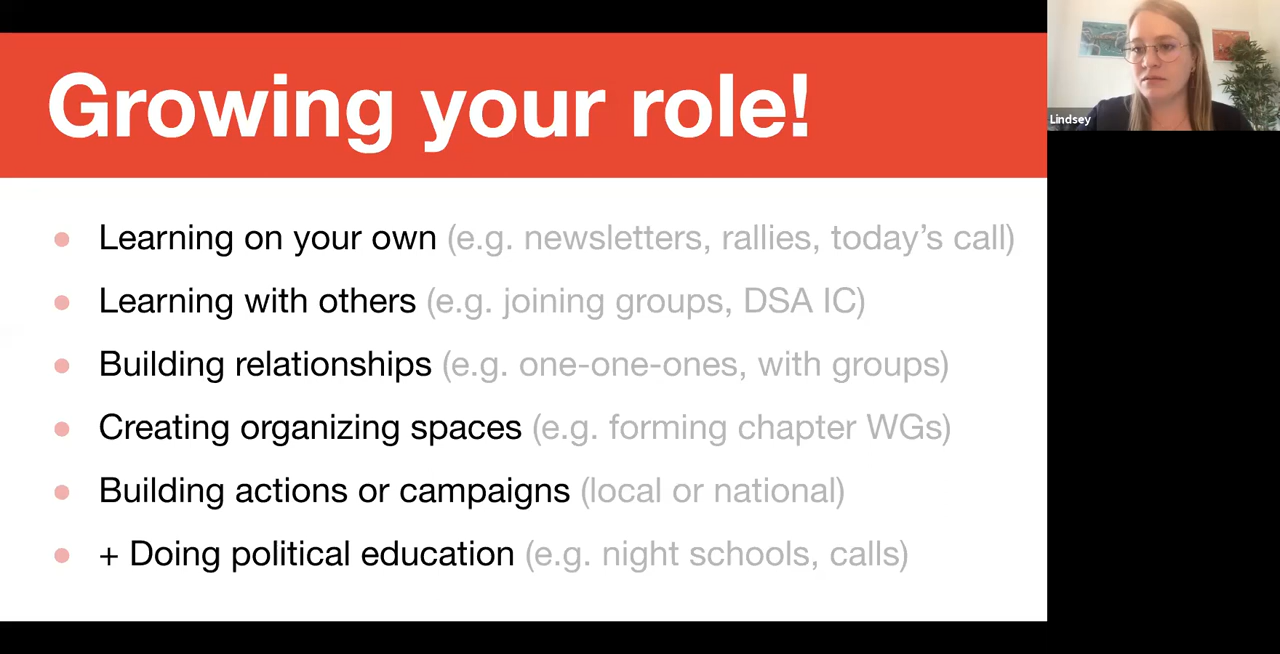 Growing your role!
Lindsey
● Learning on your own (e.g. newsletters, rallies, today’s call)
● Learning with others (e.g. joining groups, DSA IC)
● Building relationships (e.g. one-one-ones, with groups)
● Creating organizing spaces (e.g. forming chapter WGs)
● Building actions or campaigns (local or national)
● + Doing political education (e.g. night schools, calls)